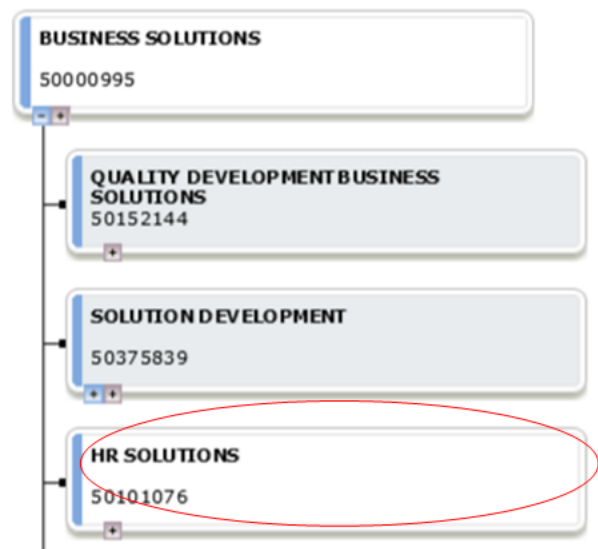 BUSINESS SOLUTIONS
50000995
QUALITY DEVELOPMENT BUSINESS
SOLUTIONS
50152144
SOLUTION DEVELOPMENT
50375839
HR SOLUTIONS
50101076